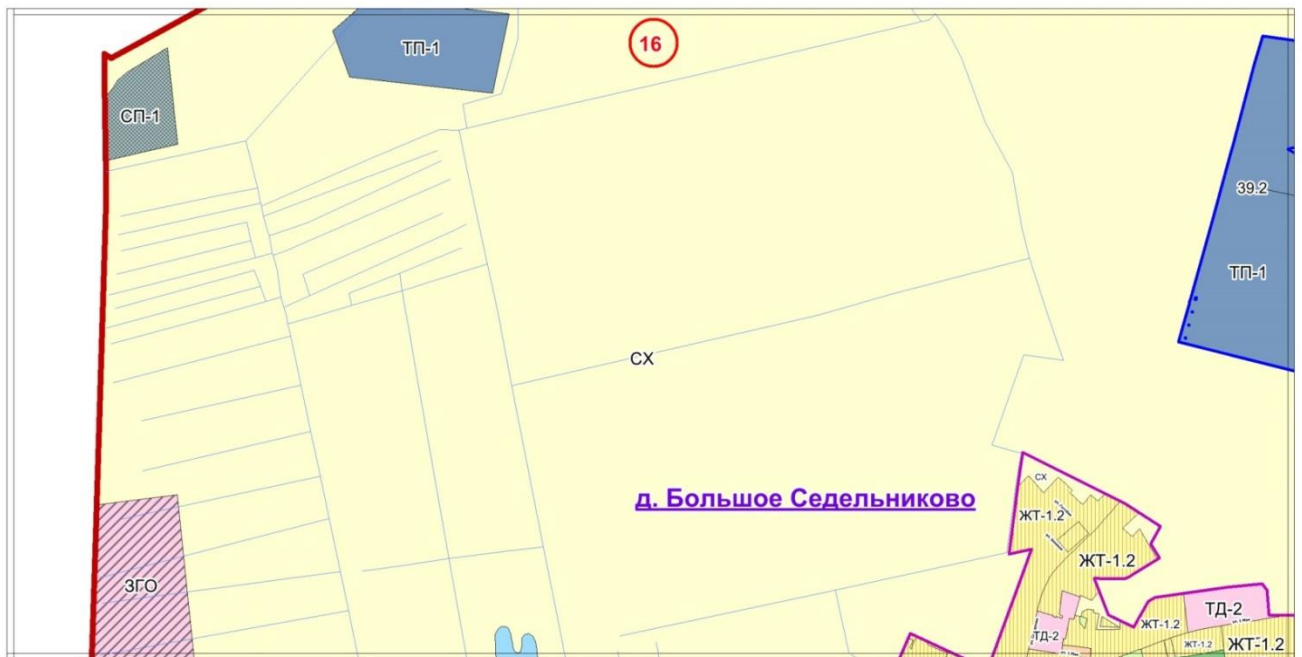 ТП-1
16
СП-1
39.2
ТП-1
СХ
д. Большое Седельниково
СХ
ЖТ-1.2
ЖТ-1.2
ЗГО
ТД-2
ЖТ-1.2
ТД-2
ЖТ-1.2
ЖТ-1.2